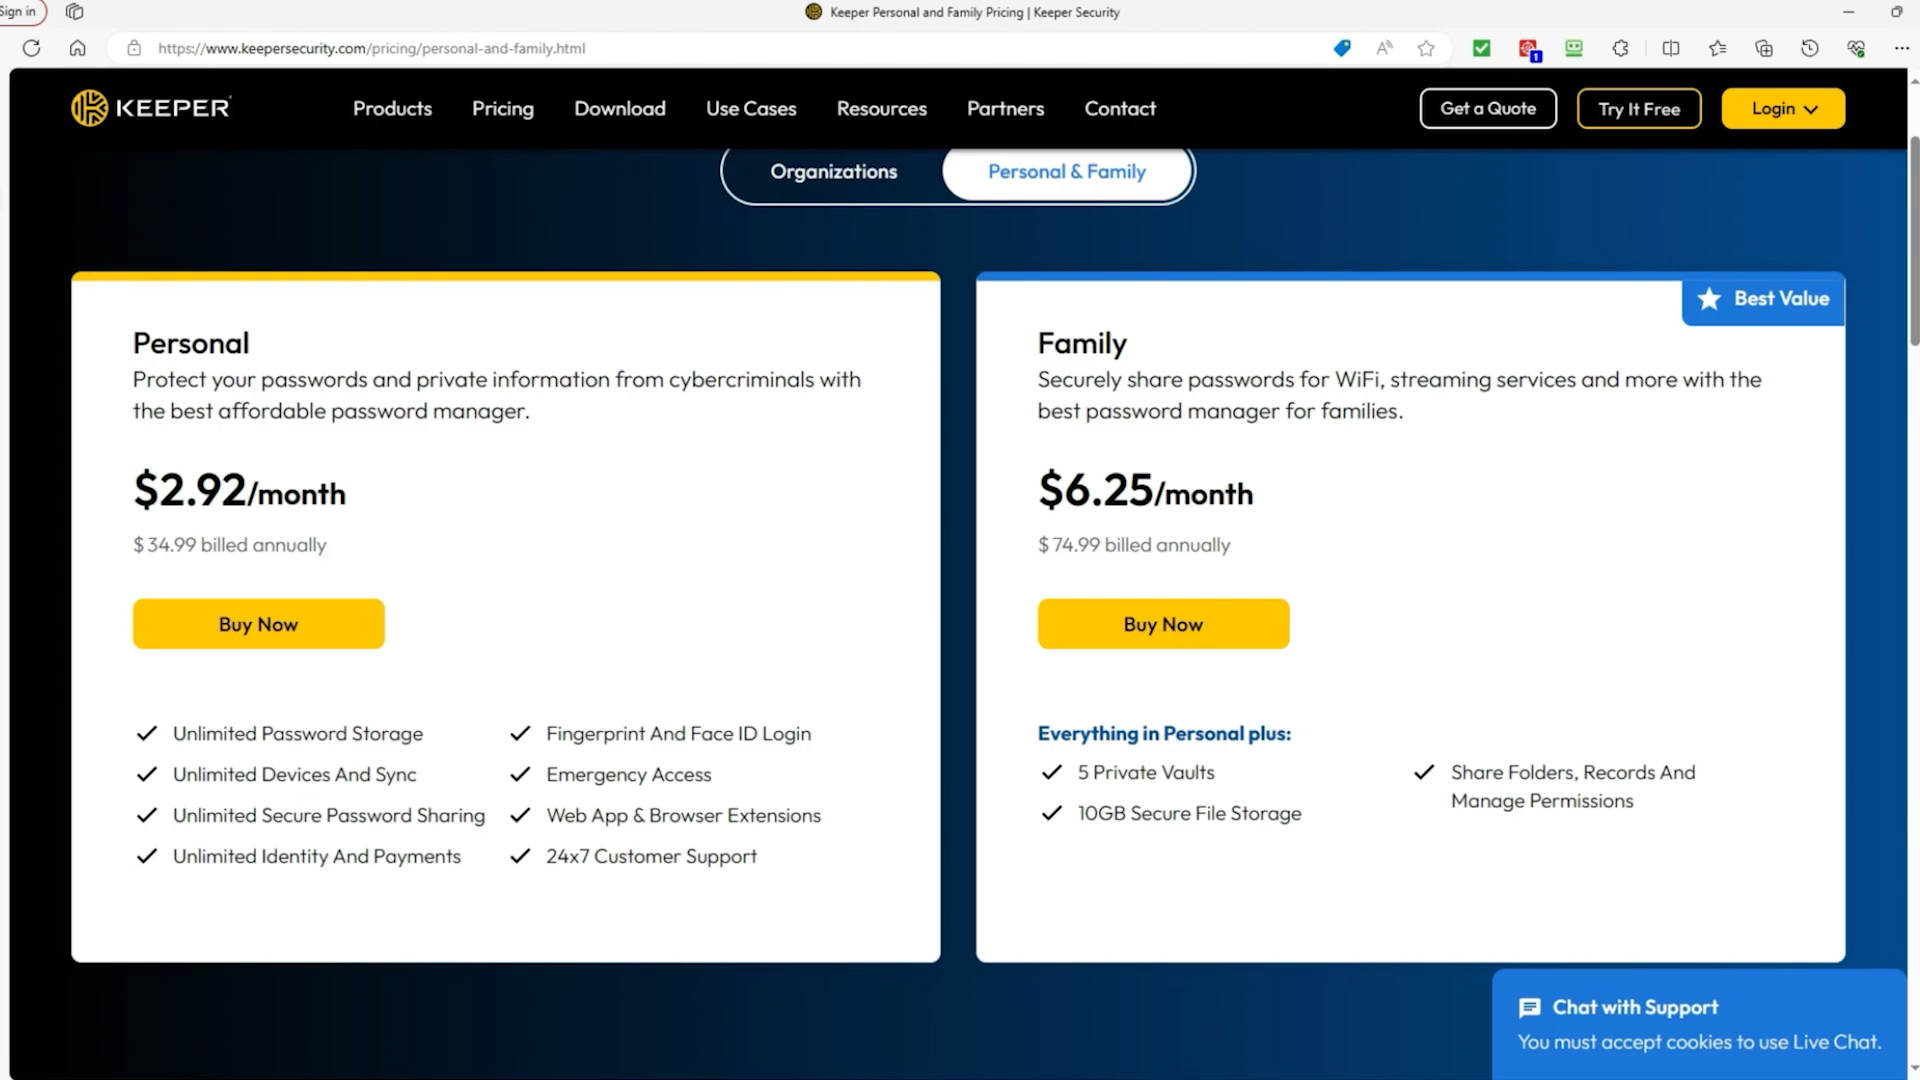 Sign in
Keeper Personal and Family Pricing | Keeper Security
https://www.keepersecurity.com/pricing/personal-and-family.html
1
KEEPER
Products
Pricing
Download
Use Cases
Resources
Partners
Contact
Get a Quote
Try It Free
Login
Organizations
Personal & Family
Personal
Protect your passwords and private information from cybercriminals with
the best affordable password manager.
$2.92/month
$ 34.99 billed annually
Buy Now
Unlimited Password Storage
Unlimited Devices And Sync
Unlimited Secure Password Sharing
Unlimited Identity And Payments
Fingerprint And Face ID Login
Emergency Access
Web App & Browser Extensions
24x7 Customer Support
Best Value
Family
Securely share passwords for WiFi, streaming services and more with the
best password manager for families.
$6.25/month
$ 74.99 billed annually
Buy Now
Everything in Personal plus:
5 Private Vaults
10GB Secure File Storage
Share Folders, Records And
Manage Permissions
Chat with Support
You must accept cookies to use Live Chat.